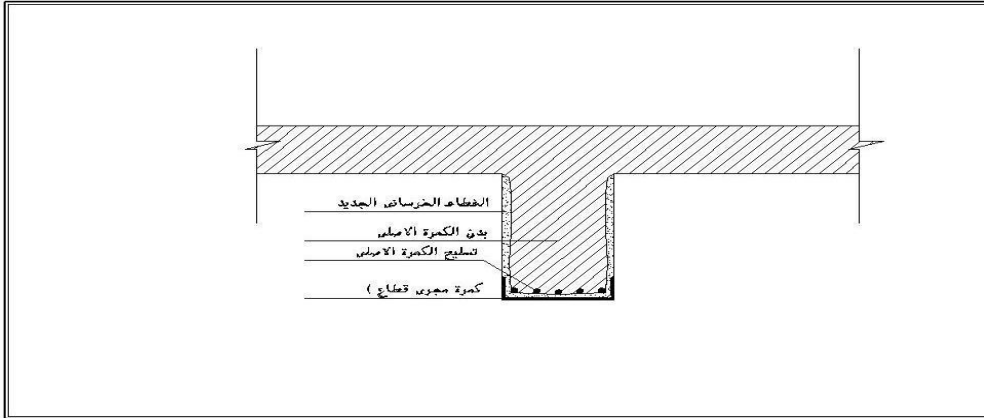 الغطاء الخرسانى الجديد
بدن الكمرة الاصلى
تسليح الكمرة الاصلى
كمرة مجرى قطاع )